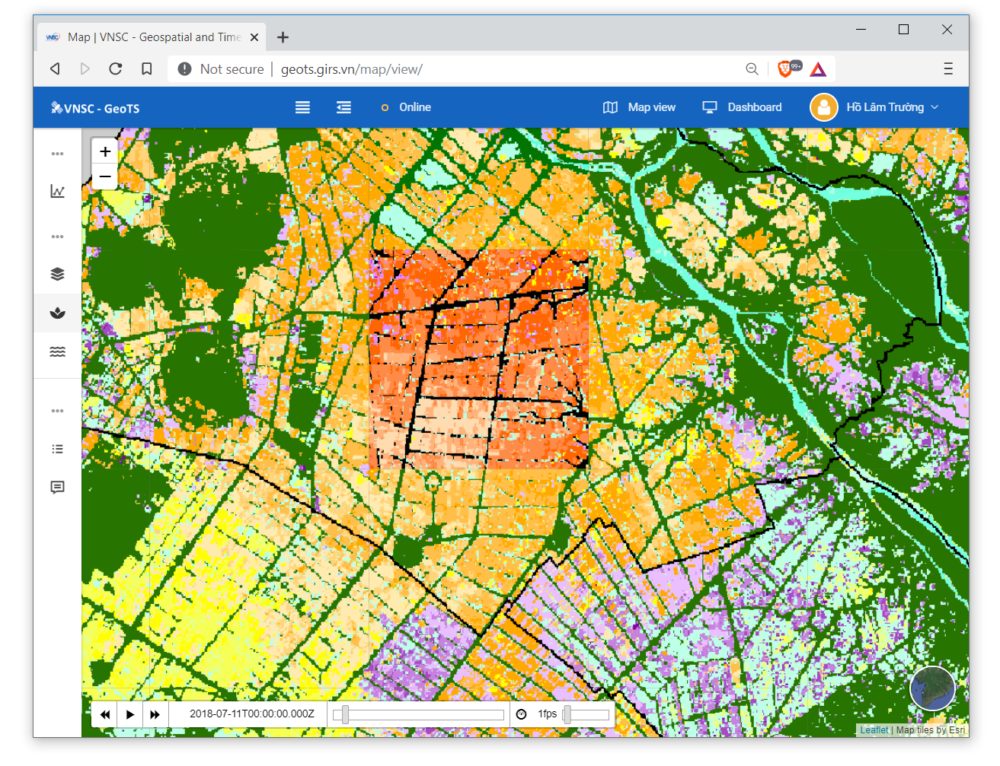 VNSC Map | VNSC - Geospatial and Time
Not secure | geots.girs.vn/map/view/
99+
VNSC - GeoTS
Online
Map view
Dashboard
Hồ Lâm Trường
+
−
2018-07-11T00:00:00.000Z
1fps
Leaflet | Map tiles by Esri